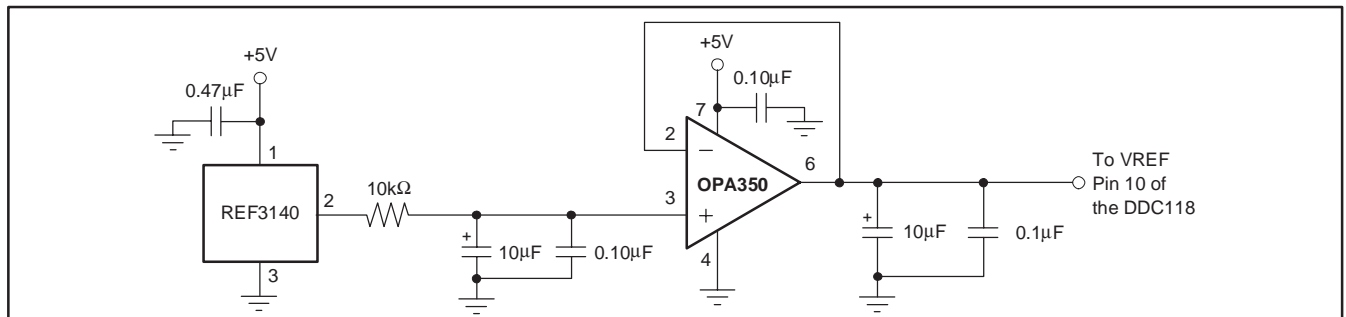 +5V
0.47µF
1
REF3140
2
3
10kΩ
+
10µF
0.10µF
+5V
0.10µF
7
2
−
3
+
OPA350
6
4
+
10µF
0.1µF
To VREF
Pin 10 of
the DDC118